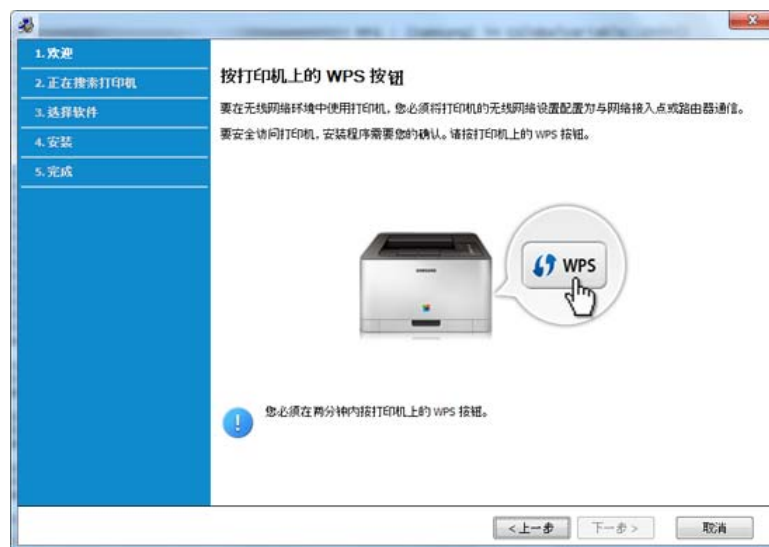 1. 欢迎
2. 正在搜索打印机
3. 选择软件
4. 安装
5. 完成
按打印机上的 WPS 按钮
要在无线网络环境中使用打印机，您必须将打印机的无线网络设置配置为与网络接入点或路由器通信。
要安全访问打印机，安装程序需要您的确认。请按打印机上的 WPS 按钮。
SAMSUNG
WPS
您必须在两分钟内按打印机上的 WPS 按钮。
<上一步
下一步>
取消